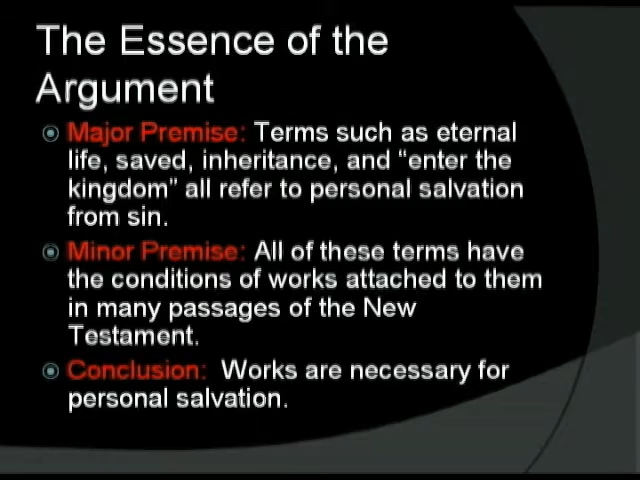 The Essence of the
Argument
Major Premise: Terms such as eternal
life, saved, inheritance, and “enter the
kingdom” all refer to personal salvation
from sin.
Minor Premise: All of these terms have
the conditions of works attached to them
in many passages of the New
Testament.
Conclusion: Works are necessary for
personal salvation.